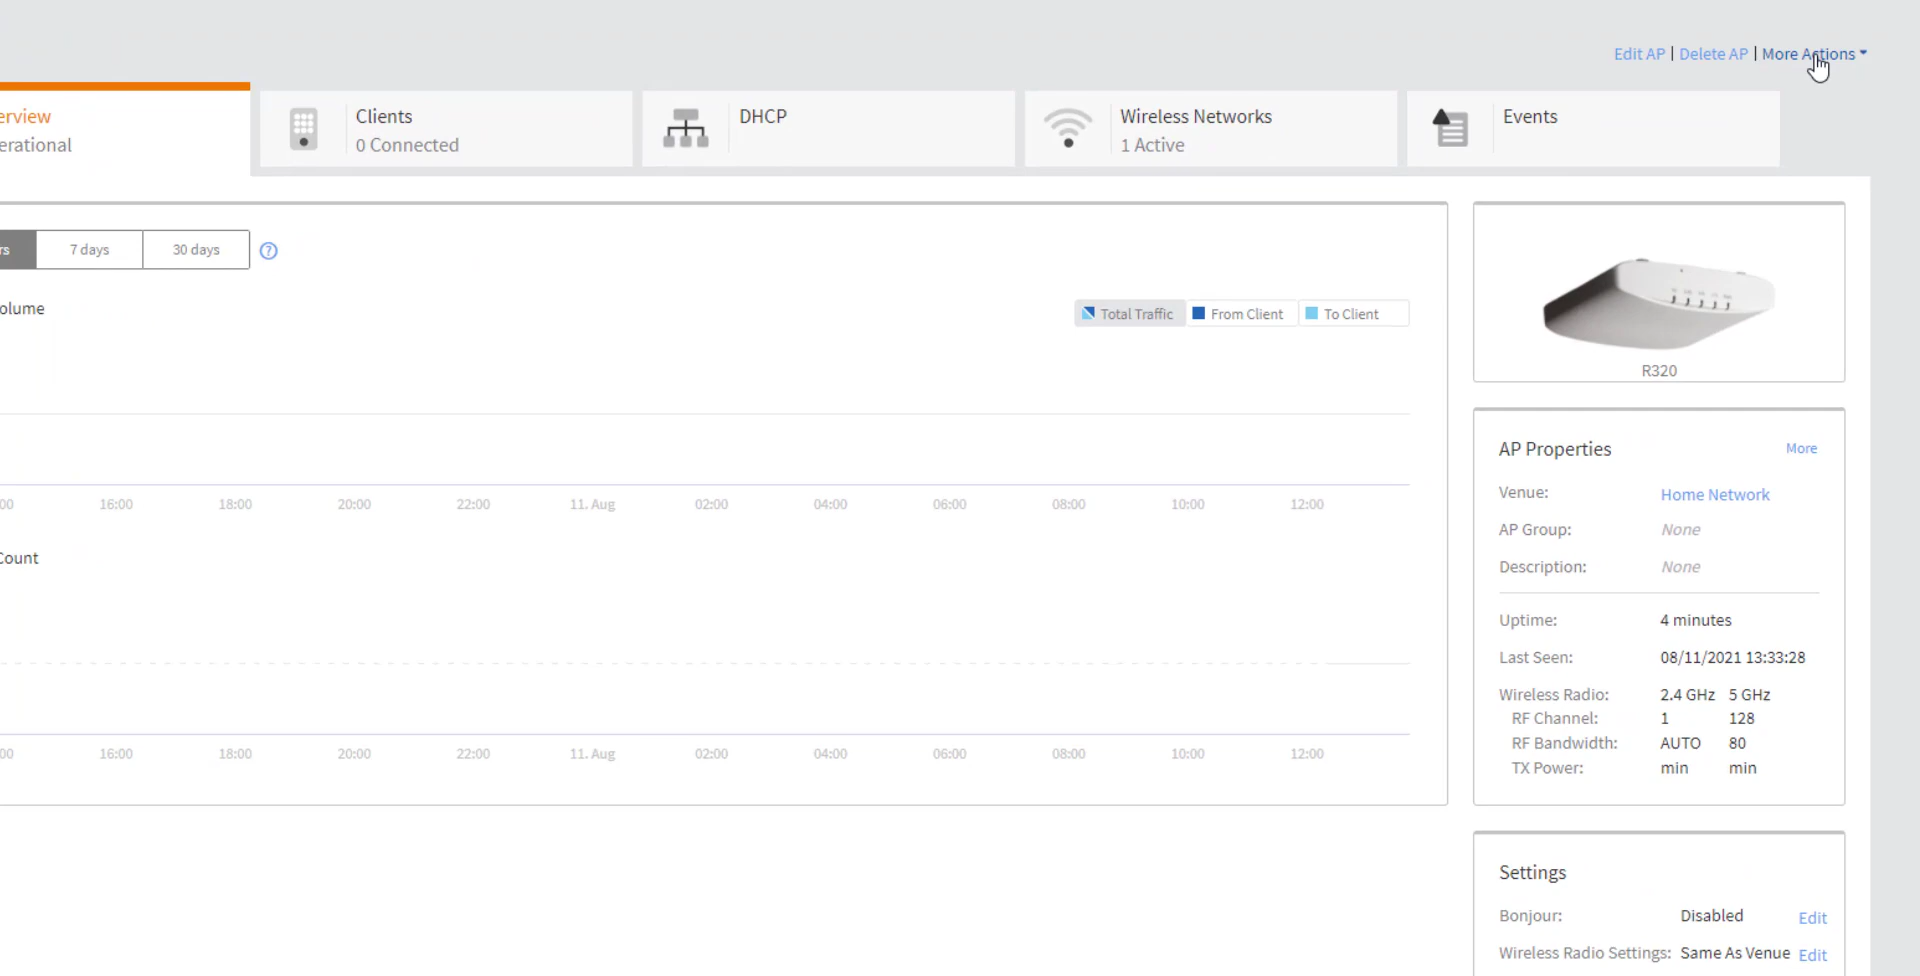 Edit AP | Delete AP | More Actions
erview
erational
Clients
0 Connected
DHCP
Wireless Networks
1 Active
Events
rs
7 days
30 days
?
olume
Total Traffic
From Client
To Client
00 16:00 18:00 20:00 22:00 11. Aug 02:00 04:00 06:00 08:00 10:00 12:00
Count
00 16:00 18:00 20:00 22:00 11. Aug 02:00 04:00 06:00 08:00 10:00 12:00
R320
AP Properties More
Venue: Home Network
AP Group: None
Description: None
Uptime: 4 minutes
Last Seen: 08/11/2021 13:33:28
Wireless Radio: 2.4 GHz 5 GHz
RF Channel: 1 128
RF Bandwidth: AUTO 80
TX Power: min min
Settings
Bonjour: Disabled Edit
Wireless Radio Settings: Same As Venue Edit